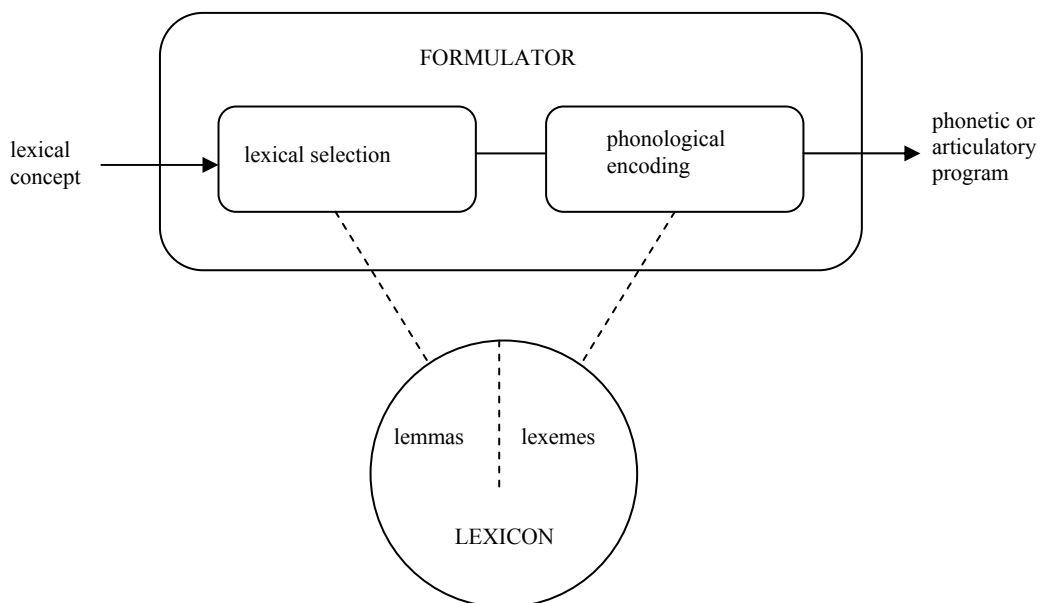 FORMULATOR
lexical
concept
lexical selection
phonological
encoding
phonetic or
articulatory
program
lemmas
lexemes
LEXICON